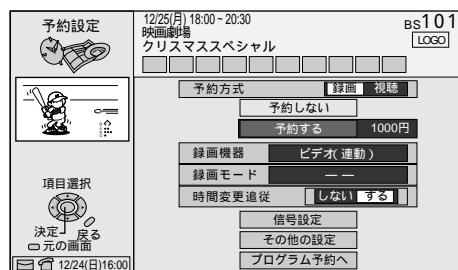 予約設定
12/25(月) 18:00~20:30
BS101
映画劇場
クリスマススペシャル
LOGO
予約方式 録画 視聴
予約しない
予約する 1000円
録画機器 ビデオ(連動)
録画モード ーー
時間変更追従 しない する
信号設定
その他の設定
プログラム予約へ
項目選択
決定 戻る
元の画面
12/24(日)16:00